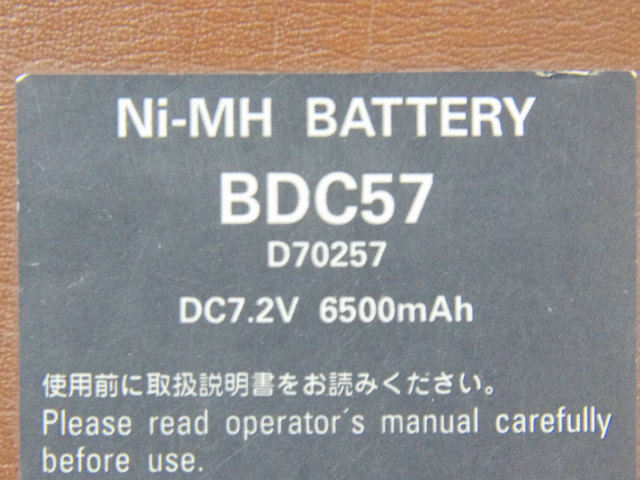 Ni-MH BATTERY
BDC57
D70257
DC7.2V 6500mAh
使用前に取扱説明書をお読みください。
Please read operator's manual carefully
before use.